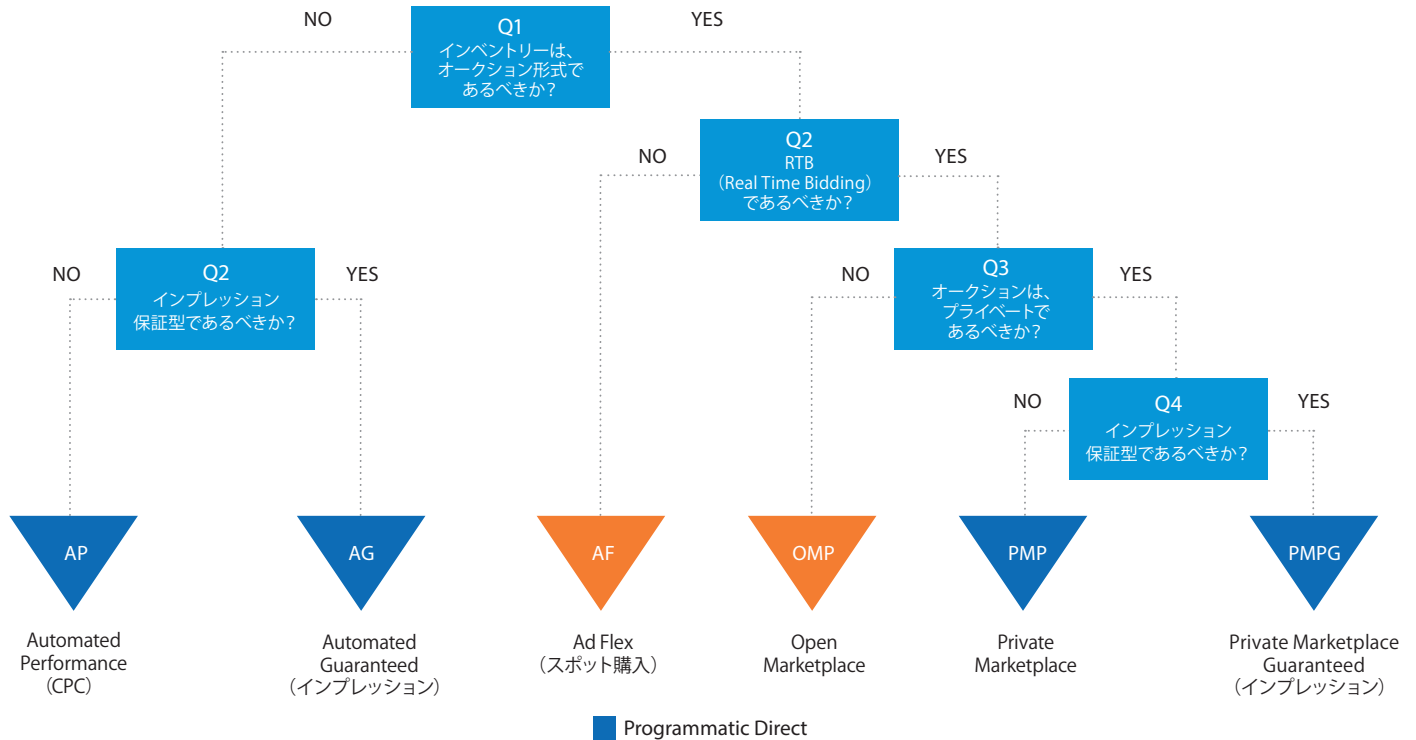 NO
Q1
インベントリーは、
オークション形式で
あるべきか？
YES
NO
Q2
RTB
（Real Time Bidding）
であるべきか？
YES
NO
Q2
インプレッション
保証型であるべきか？
YES
NO
Q3
オークションは、
プライベートで
あるべきか？
YES
NO
Q4
インプレッション
保証型であるべきか？
YES
AP
AG
AF
OMP
PMP
PMPG
Automated
Performance
（CPC）
Automated
Guaranteed
（インプレッション）
Ad Flex
（スポット購入）
Open
Marketplace
Private
Marketplace
Private Marketplace
Guaranteed
（インプレッション）
Programmatic Direct